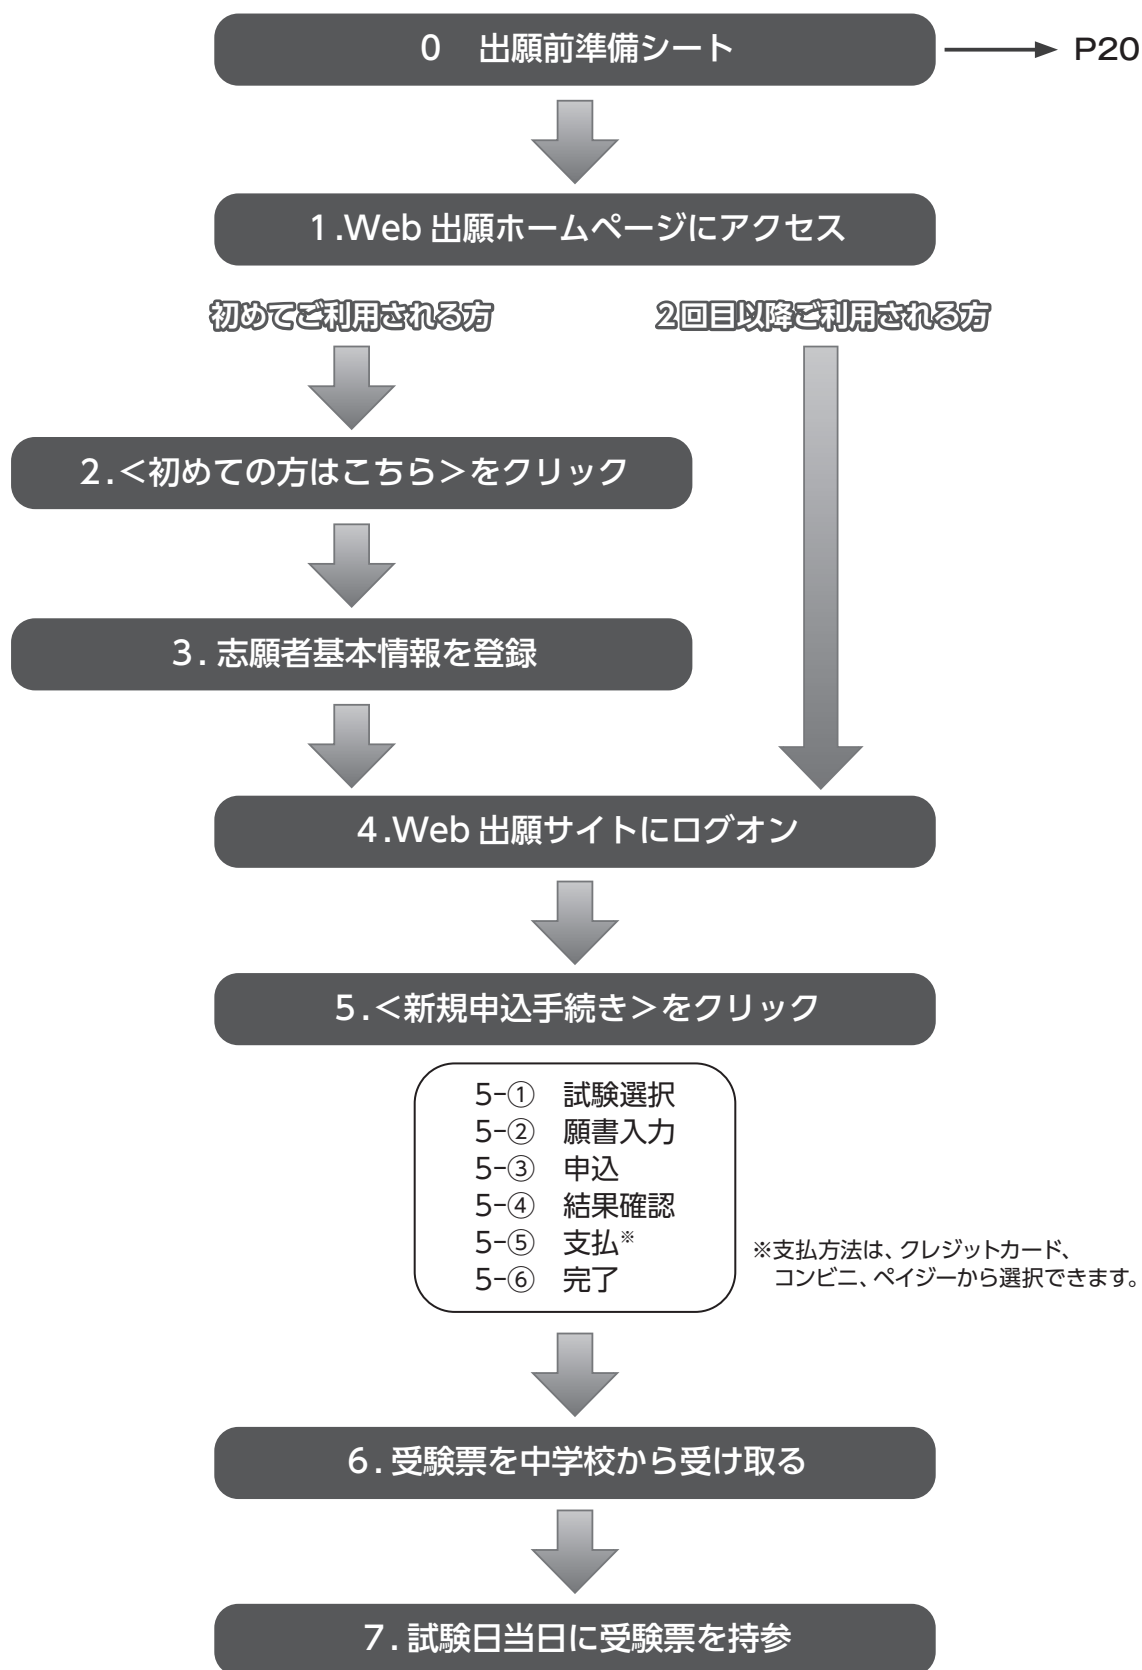 0　出願前準備シート
P20
1.Web 出願ホームページにアクセス
初めてご利用される方
2回目以降ご利用される方
2.＜初めての方はこちら＞をクリック
3. 志願者基本情報を登録
4.Web 出願サイトにログオン
5.＜新規申込手続き＞をクリック
5-①　試験選択
5-②　願書入力
5-③　申込
5-④　結果確認
5-⑤　支払※
5-⑥　完了
※支払方法は、クレジットカード、
コンビニ、ペイジーから選択できます。
6. 受験票を中学校から受け取る
7. 試験日当日に受験票を持参